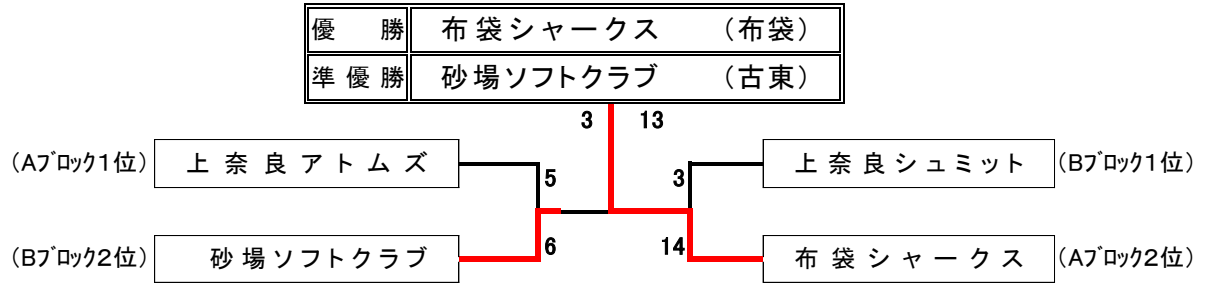 優　勝 布袋シャークス （布袋）
準優勝 砂場ソフトクラブ （古東）
3 13
(Aﾌﾞﾛｯｸ1位) 上奈良アトムズ 5 3 上奈良シュミット (Bﾌﾞﾛｯｸ1位)
(Bﾌﾞﾛｯｸ2位) 砂場ソフトクラブ 6 14 布袋シャークス (Aﾌﾞﾛｯｸ2位)